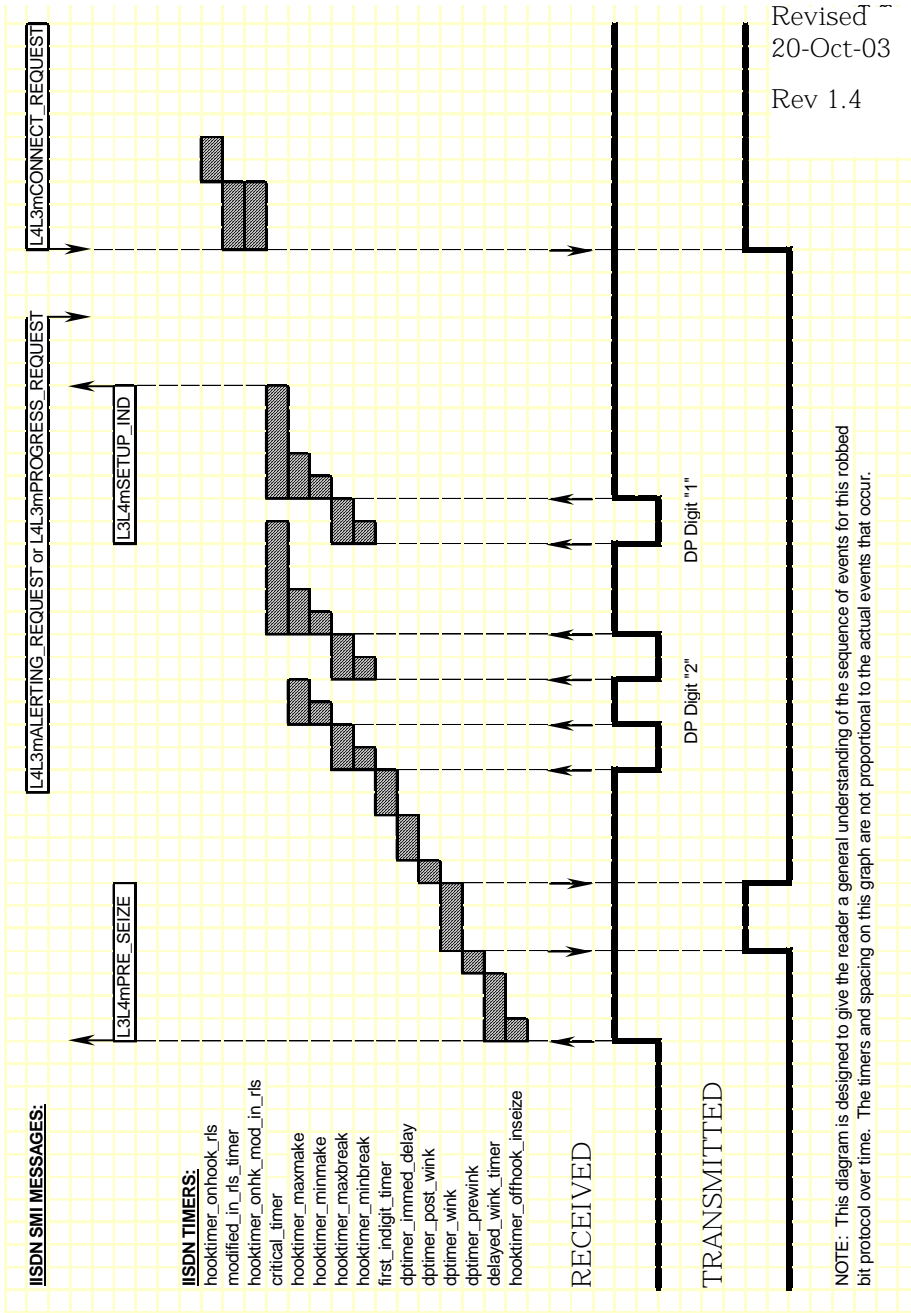 Revised
20-Oct-03
Rev 1.4
IISDN SMI MESSAGES:
L4L3mALERTING_REQUEST or L4L3mPROGRESS_REQUEST
L4L3mCONNECT_REQUEST
L3L4mPRE_SEIZE
L3L4mSETUP_IND
IISDN TIMERS:
hooktimer_onhook_rls
modified_in_rls_timer
hooktimer_onhk_mod_in_rls
critical_timer
hooktimer_maxmake
hooktimer_minmake
hooktimer_maxbreak
hooktimer_minbreak
first_indigit_timer
dptimer_immed_delay
dptimer_post_wink
dptimer_wink
dptimer_prewink
delayed_wink_timer
hooktimer_offhook_inseize
RECEIVED
DP Digit "2"
DP Digit "1"
TRANSMITTED
NOTE: This diagram is designed to give the reader a general understanding of the sequence of events for this robbed
bit protocol over time. The timers and spacing on this graph are not proportional to the actual events that occur.